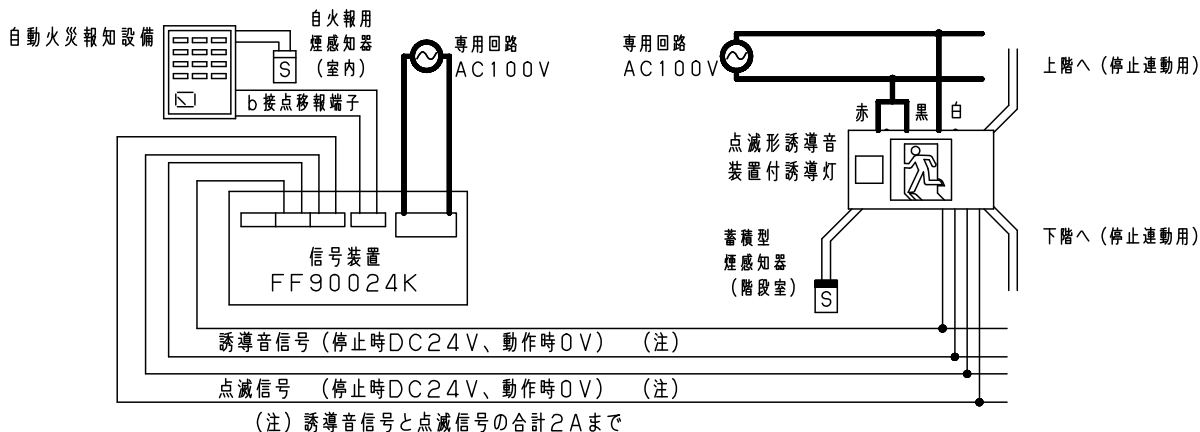 自動火災報知設備
自火報用
煙感知器
（室内）
S
b接点移報端子
専用回路
AC100V
専用回路
AC100V
上階へ（停止連動用）
赤
黒
白
点滅形誘導音
装置付誘導灯
下階へ（停止連動用）
蓄積型
煙感知器
（階段室）
S
信号装置
FF90024K
誘導音信号（停止時DC24V、動作時0V）　（注）
点滅信号　（停止時DC24V、動作時0V）　（注）
（注）誘導音信号と点滅信号の合計2Aまで